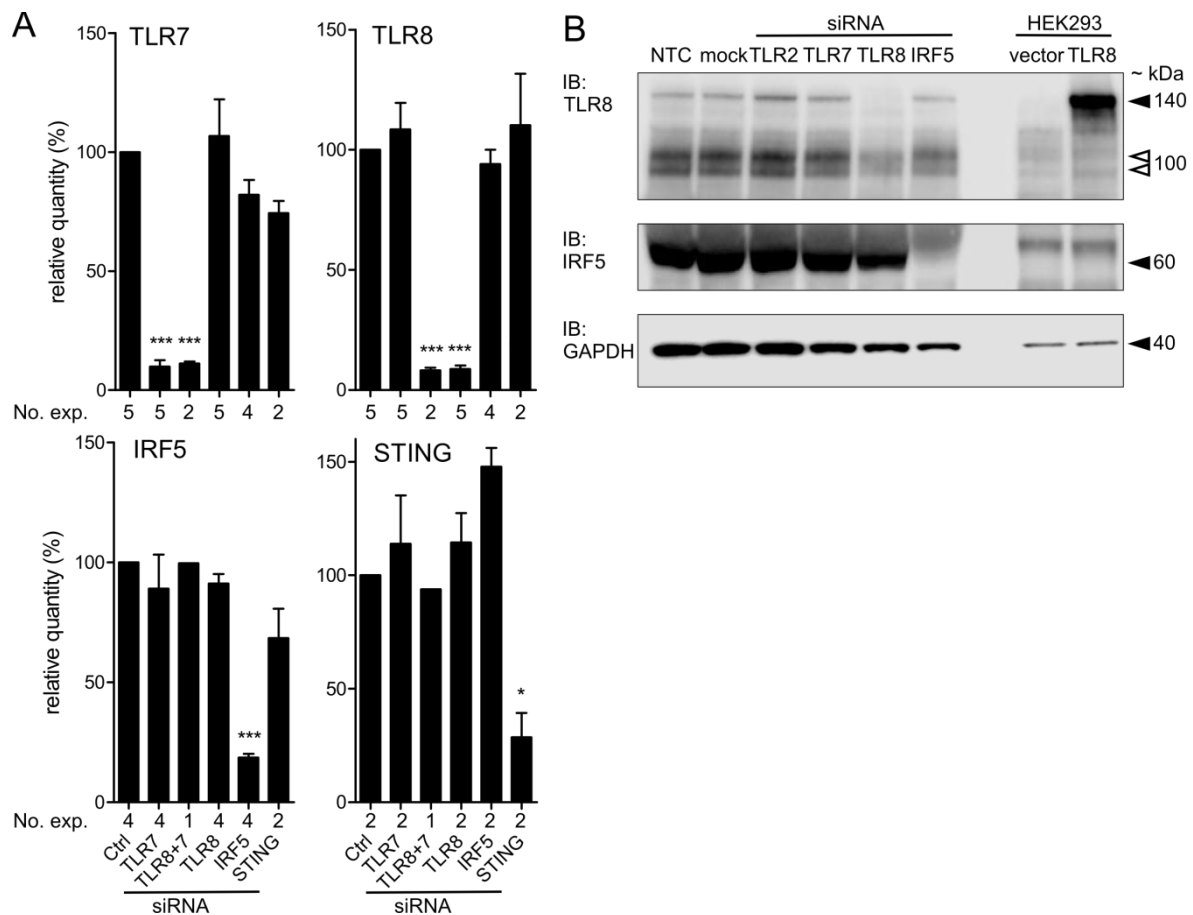 A
TLR7
150
100
50
0
relative quantity (%)
*** ***
No. exp. 5 5 2 5 4 2
TLR8
150
100
50
0
*** ***
5 5 2 5 4 2
IRF5
150
100
50
0
relative quantity (%)
***
No. exp. 4 4 1 4 4 2
Ctrl TLR7 TLR8+7 TLR8 IRF5 STING
siRNA
STING
150
100
50
0
*
2 2 1 2 2 2
Ctrl TLR7 TLR8+7 TLR8 IRF5 STING
siRNA
B
siRNA HEK293
NTC mock TLR2 TLR7 TLR8 IRF5 vector TLR8
~ kDa
IB:
TLR8
140
100
IB:
IRF5
60
IB:
GAPDH
40